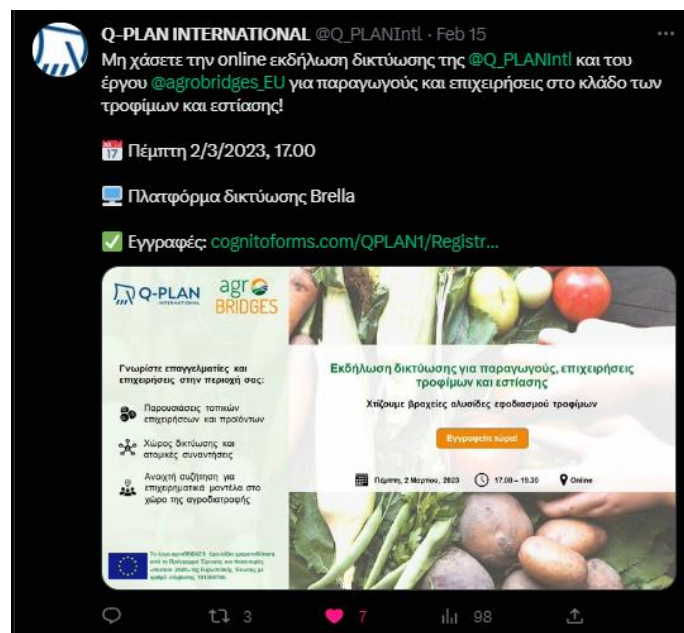 Q-PLAN INTERNATIONAL @Q_PLANIntl · Feb 15
Μη χάσετε την online εκδήλωση δικτύωσης της @Q_PLANIntl και του
έργου @agrobridges_EU για παραγωγούς και επιχειρήσεις στο κλάδο των
τροφίμων και εστίασης!
JUL
17
Πέμπτη 2/3/2023, 17.00
Πλατφόρμα δικτύωσης Brella
Εγγραφές: cognitoforms.com/QPLAN1/Registr...
Q-PLAN
INTERNATIONAL
agr
BRIDGES
Γνωρίστε επαγγελματίες και
επιχειρήσεις στην περιοχή σας:
Παρουσιάσεις τοπικών
επιχειρήσεων και προϊόντων
Χώρος δικτύωσης και
ατομικές συναντήσεις
Ανοιχτή συζήτηση για
επιχειρηματικά μοντέλα στο
χώρο της αγροδιατροφής
Εκδήλωση δικτύωσης για παραγωγούς, επιχειρήσεις
τροφίμων και εστίασης
Χτίζουμε βραχείες αλυσίδες εφοδιασμού τροφίμων
Εγγραφείτε τώρα!
Πέμπτη, 2 Μαρτίου, 2023
17.00 – 19.30
Online
3
7
98